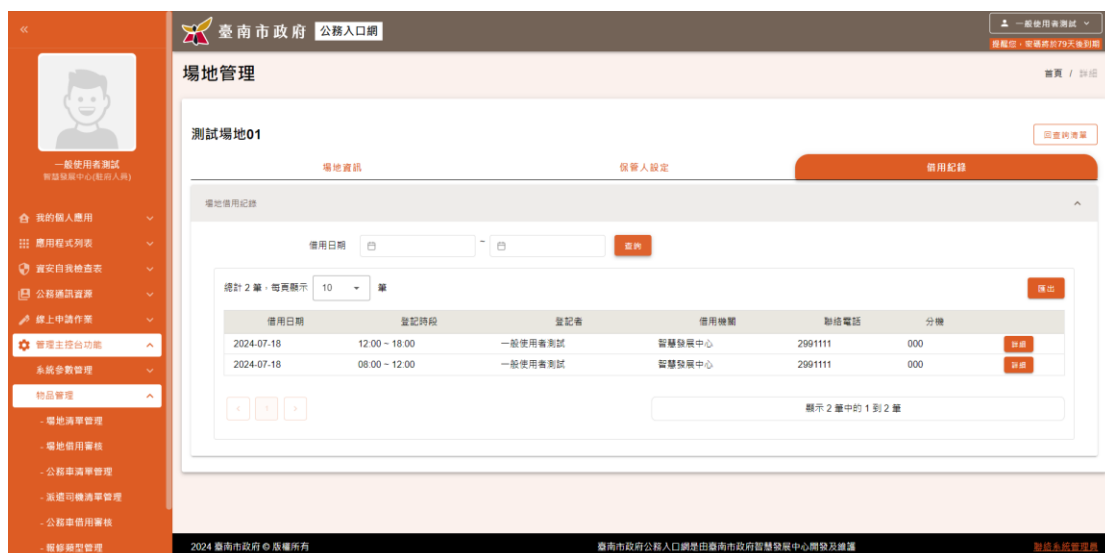 臺南市政府 公務入口網
一般使用者測試
提醒您，密碼將於79天後到期
場地管理
首頁 / 詳細
一般使用者測試
智慧發展中心(駐府人員)
我的個人應用
應用程式列表
資安自我檢查表
公務通訊資源
線上申請作業
管理主控台功能
系統參數管理
物品管理
- 場地清單管理
- 場地借用審核
- 公務車清單管理
- 派遣司機清單管理
- 公務車借用審核
- 報修類型管理
測試場地01
回查詢清單
場地資訊 保管人設定 借用紀錄
場地借用紀錄
借用日期 ~ 查詢
總計 2 筆，每頁顯示 10 筆
匯出
借用日期 登記時段 登記者 借用機關 聯絡電話 分機
2024-07-18 12:00 ~ 18:00 一般使用者測試 智慧發展中心 2991111 000 詳細
2024-07-18 08:00 ~ 12:00 一般使用者測試 智慧發展中心 2991111 000 詳細
‹ 1 ›
顯示 2 筆中的 1 到 2 筆
2024 臺南市政府 © 版權所有
臺南市政府公務入口網是由臺南市政府智慧發展中心開發及維護
聯絡系統管理員